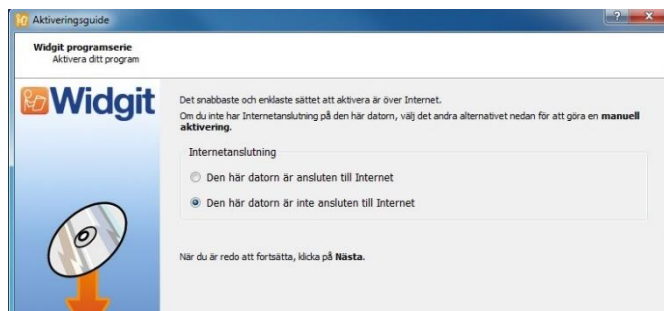 Aktiveringsguide
Widgit programserie
Aktivera ditt program
Widgit
Det snabbaste och enklaste sättet att aktivera är över Internet.
Om du inte har Internetanslutning på den här datorn, välj det andra alternativet nedan för att göra en manuell
aktivering.
Internetanslutning
Den här datorn är ansluten till Internet
Den här datorn är inte ansluten till Internet
När du är redo att fortsätta, klicka på Nästa.